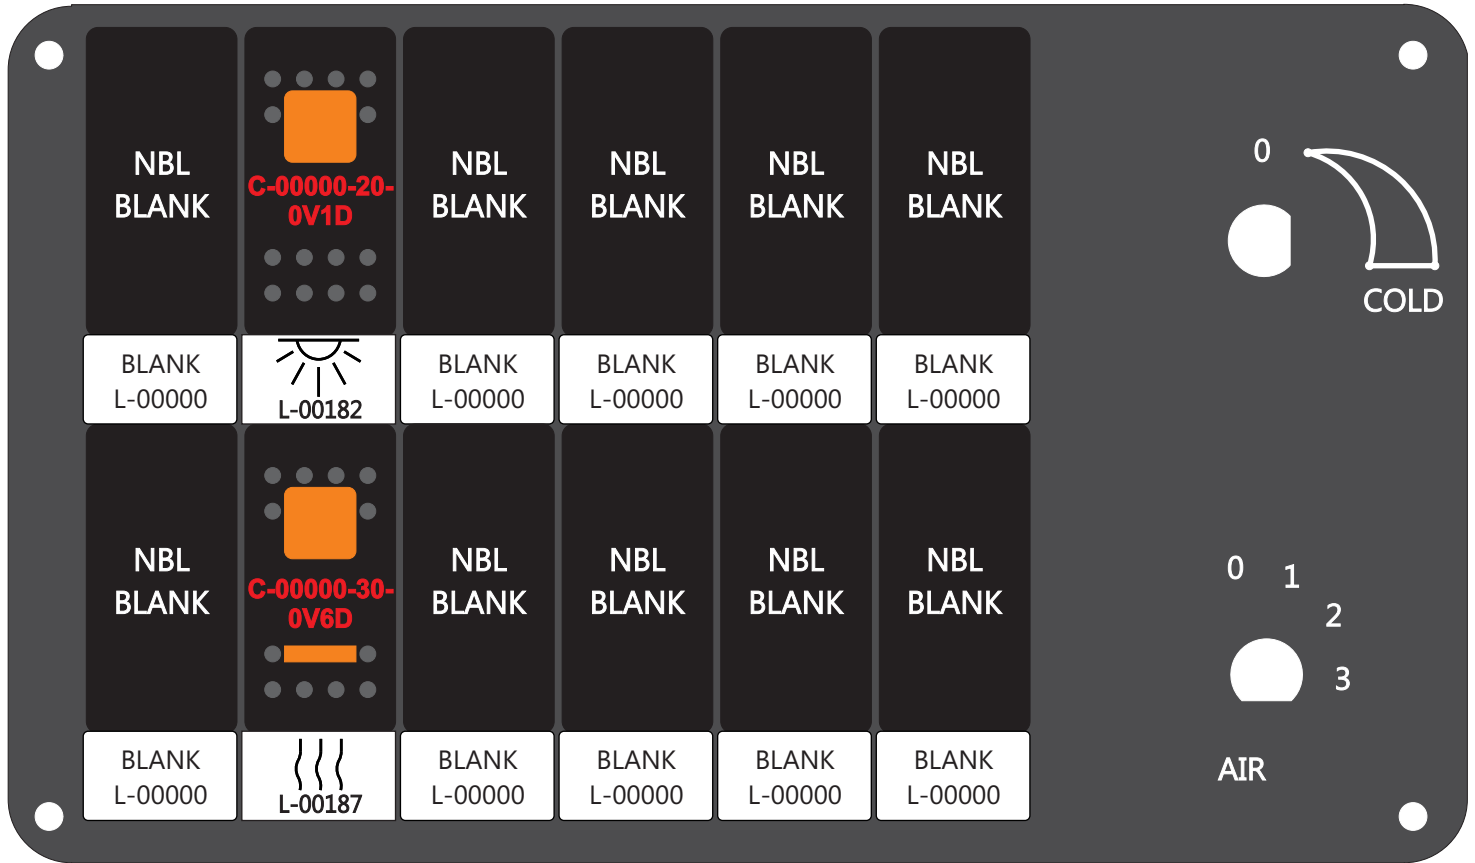 NBL
BLANK
C-00000-20-
0V1D
NBL
BLANK
NBL
BLANK
NBL
BLANK
NBL
BLANK
0
COLD
BLANK
L-00000
L-00182
BLANK
L-00000
BLANK
L-00000
BLANK
L-00000
BLANK
L-00000
NBL
BLANK
C-00000-30-
0V6D
NBL
BLANK
NBL
BLANK
NBL
BLANK
NBL
BLANK
0
1
2
3
AIR
BLANK
L-00000
L-00187
BLANK
L-00000
BLANK
L-00000
BLANK
L-00000
BLANK
L-00000